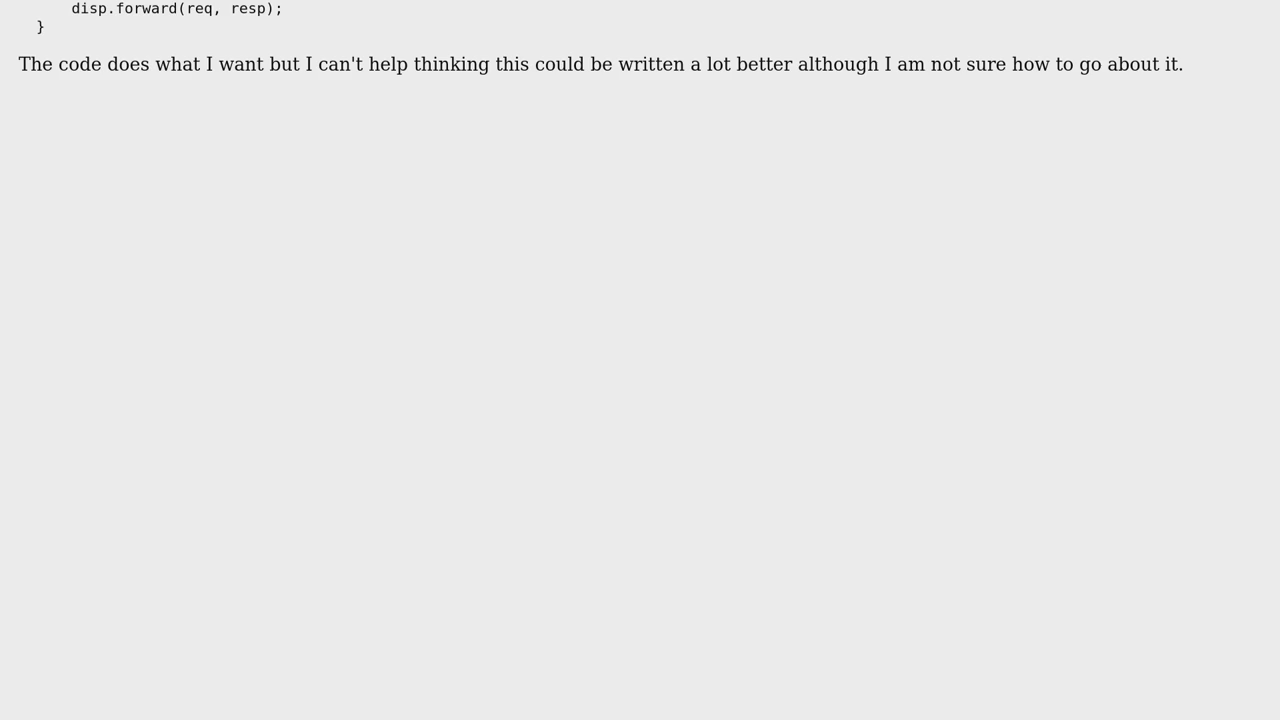 disp.forward(req, resp);
}
The code does what I want but I can't help thinking this could be written a lot better although I am not sure how to go about it.